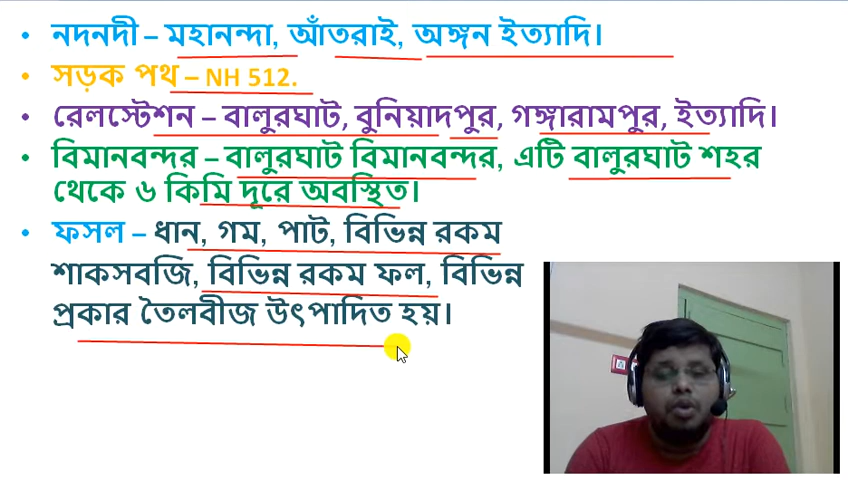 • নদনদী – মহানন্দা, আঁতরাই, অঙ্গন ইত্যাদি।
• সড়ক পথ – NH 512.
• রেলস্টেশন – বালুরঘাট, বুনিয়াদপুর, গঙ্গারামপুর, ইত্যাদি।
• বিমানবন্দর – বালুরঘাট বিমানবন্দর, এটি বালুরঘাট শহর
থেকে ৬ কিমি দূরে অবস্থিত।
• ফসল – ধান, গম, পাট, বিভিন্ন রকম
শাকসবজি, বিভিন্ন রকম ফল, বিভিন্ন
প্রকার তৈলবীজ উৎপাদিত হয়।